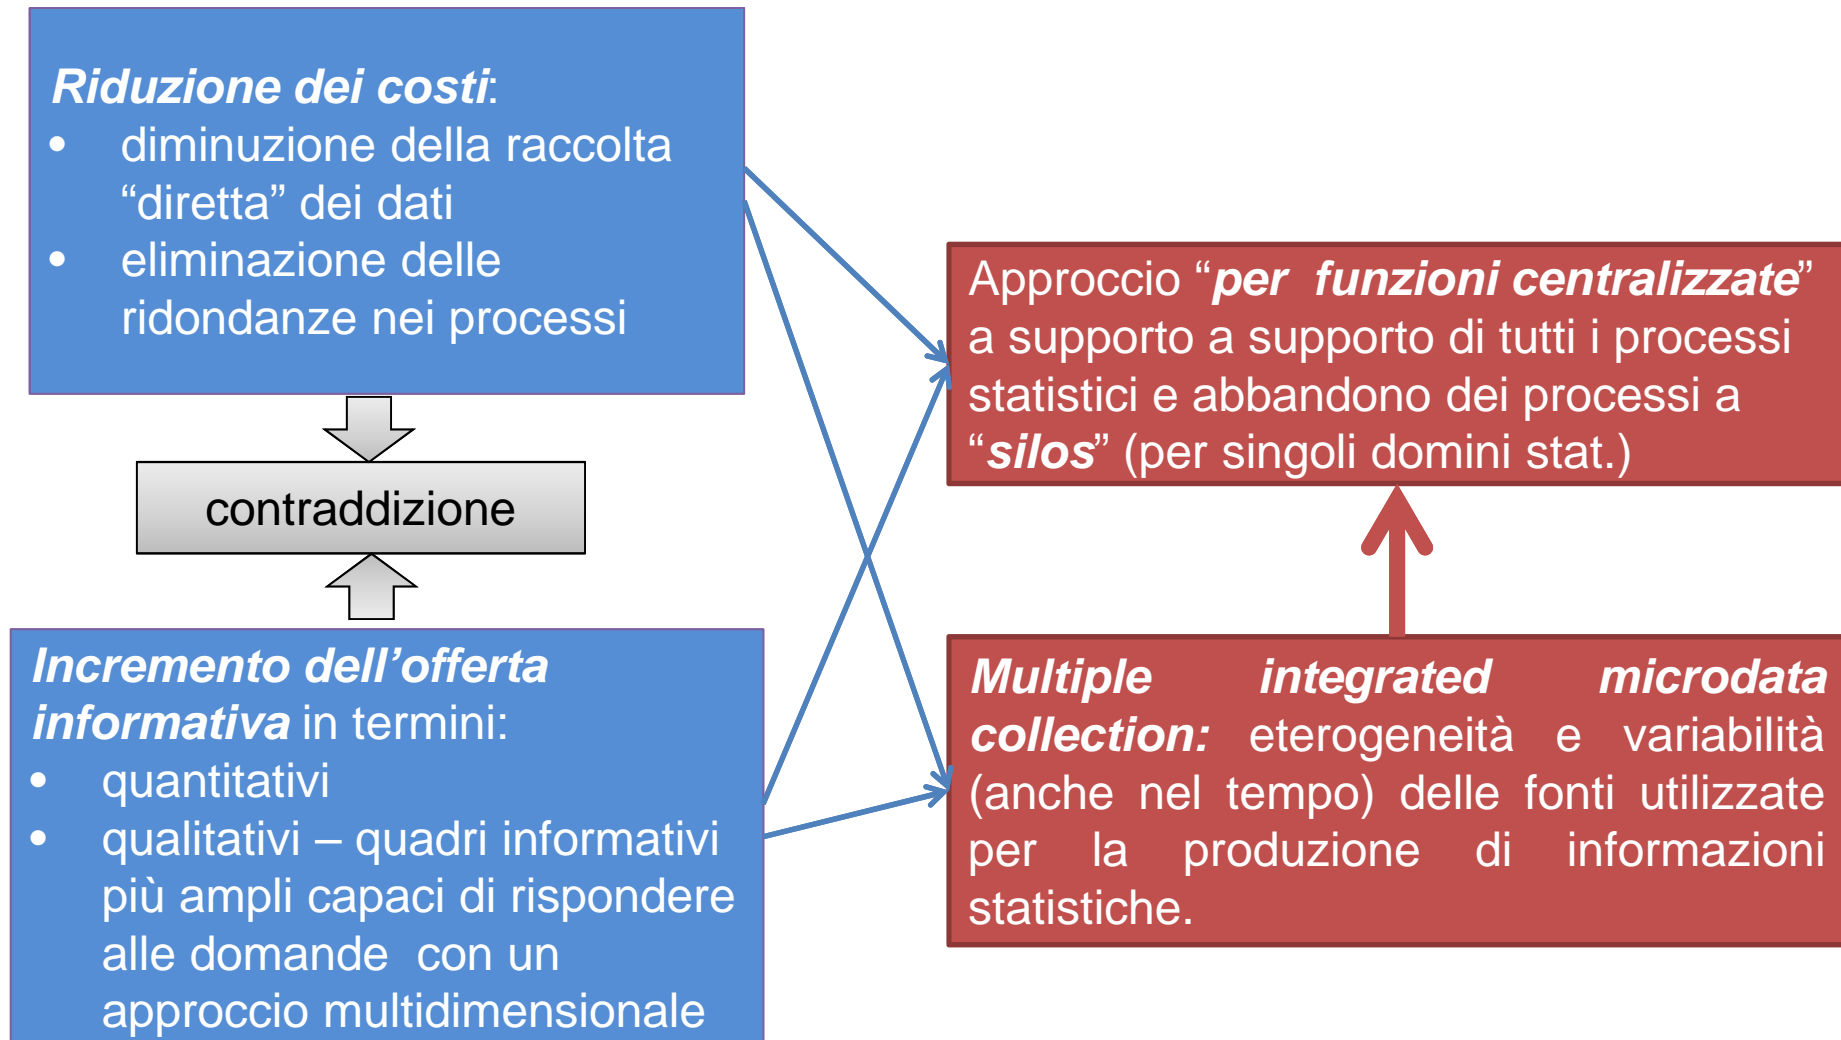 Riduzione dei costi:
• diminuzione della raccolta
“diretta” dei dati
• eliminazione delle
ridondanze nei processi
contraddizione
Incremento dell’offerta
informativa in termini:
• quantitativi
• qualitativi – quadri informativi
più ampli capaci di rispondere
alle domande con un
approccio multidimensionale
Approccio “per funzioni centralizzate”
a supporto a supporto di tutti i processi
statistici e abbandono dei processi a
“silos” (per singoli domini stat.)
Multiple integrated microdata
collection: eterogeneità e variabilità
(anche nel tempo) delle fonti utilizzate
per la produzione di informazioni
statistiche.